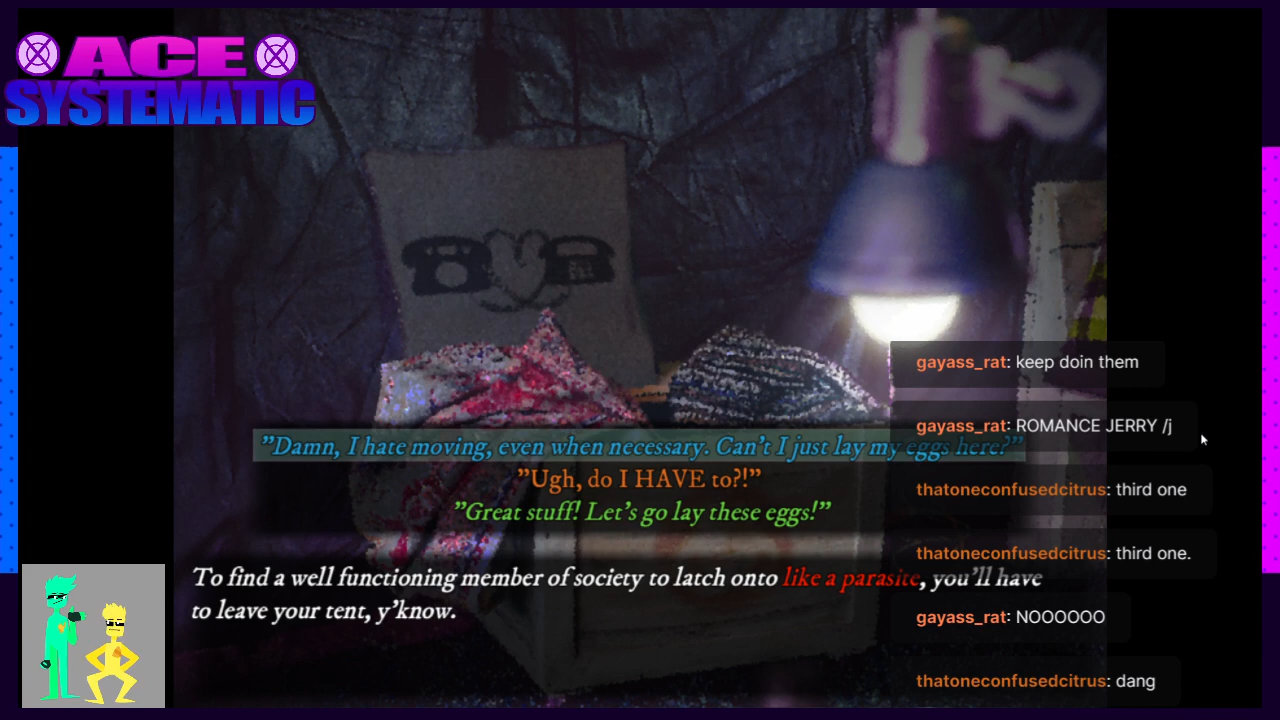 ACE
SYSTEMATIC
gayass_rat: keep doin them
gayass_rat: ROMANCE JERRY /j
"Damn, I hate moving, even when necessary. Can't I just lay my eggs here?"
"Ugh, do I HAVE to?!"
thatoneconfusedcitrus: third one
"Great stuff! Let's go lay these eggs!"
thatoneconfusedcitrus: third one.
To find a well functioning member of society to latch onto like a parasite, you'll have
to leave your tent, y'know.
gayass_rat: NOOOOOO
thatoneconfusedcitrus: dang